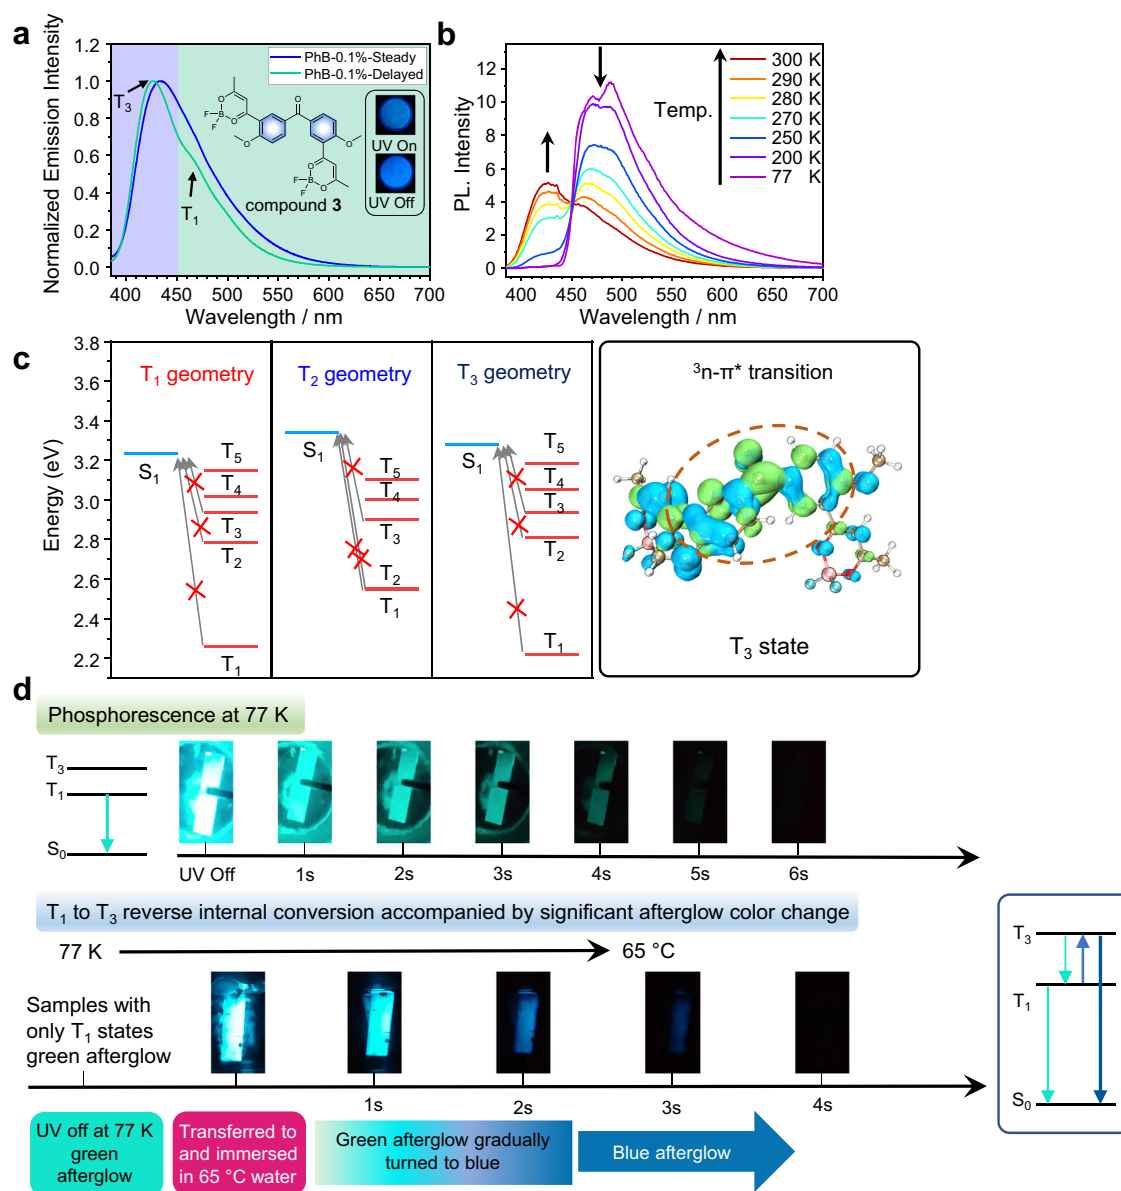 a
Normalized Emission Intensity
1.2
1.0
0.8
0.6
0.4
0.2
0.0
400 450 500 550 600 650 700
Wavelength / nm
PhB-0.1%-Steady
PhB-0.1%-Delayed
T3
T1
O
O
O
B
F
F
O
O
O
B
F
F
O
O
compound 3
UV On
UV Off
b
PL. Intensity
12
10
8
6
4
2
0
400 450 500 550 600 650 700
Wavelength / nm
Temp.
300 K
290 K
280 K
270 K
250 K
200 K
77 K
c
Energy (eV)
3.8
3.6
3.4
3.2
3.0
2.8
2.6
2.4
2.2
T1 geometry
S1
T5
T4
T3
T2
T1
T2 geometry
S1
T5
T4
T3
T2
T1
T3 geometry
S1
T5
T4
T3
T2
T1
³n-π* transition
T3 state
d
Phosphorescence at 77 K
T3
T1
S0
UV Off 1s 2s 3s 4s 5s 6s
T1 to T3 reverse internal conversion accompanied by significant afterglow color change
77 K 65 °C
Samples with
only T1 states
green afterglow
1s 2s 3s 4s
UV off at 77 K
green
afterglow
Transferred to
and immersed
in 65 °C water
Green afterglow gradually
turned to blue
Blue afterglow
T3
T1
S0